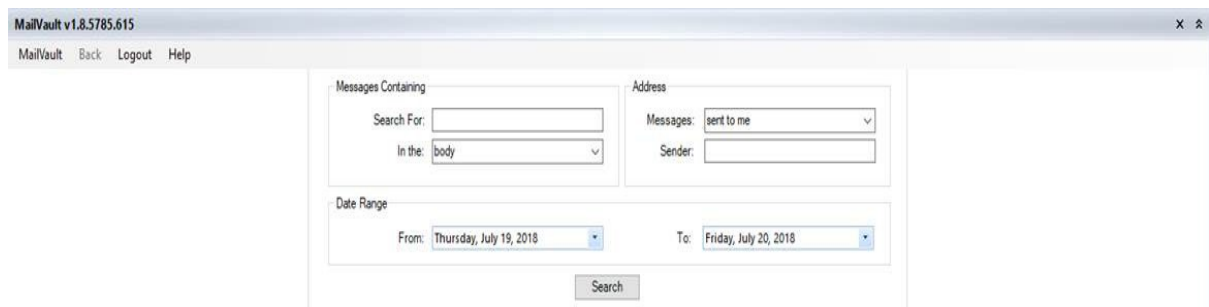 MailVault v1.8.5785.615
MailVault Back Logout Help
Messages Containing
Search For:
In the: body
Address
Messages: sent to me
Sender:
Date Range
From: Thursday, July 19, 2018 To: Friday, July 20, 2018
Search